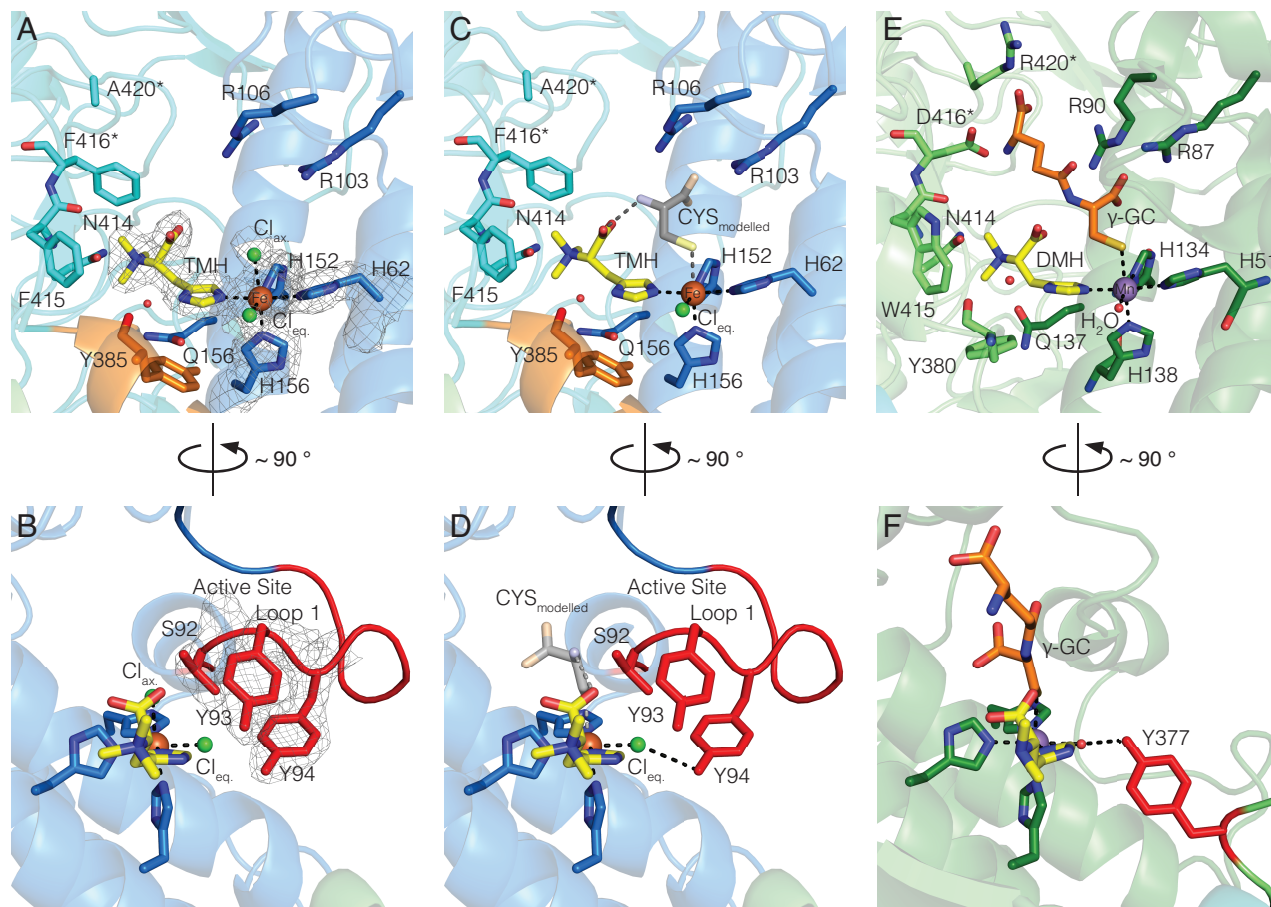 A
A420*
R106
F416*
R103
N414
Cl
ax.
TMH
H152
H62
F415
Fe
Cl
eq.
Y385
Q156
H156
~ 90 °
B
Active Site
Loop 1
S92
Cl
ax.
Y93
Cl
eq.
Y94
C
A420*
R106
F416*
R103
CYS
modelled
N414
TMH
H152
H62
F415
Fe
Cl
eq.
Y385
Q156
H156
~ 90 °
D
Active Site
CYS
modelled
Loop 1
S92
Y93
Cl
eq.
Y94
E
R420*
D416*
R90
R87
γ-GC
N414
DMH
H134
H51
Mn
W415
H₂O
Q137
Y380
H138
~ 90 °
F
γ-GC
Y377